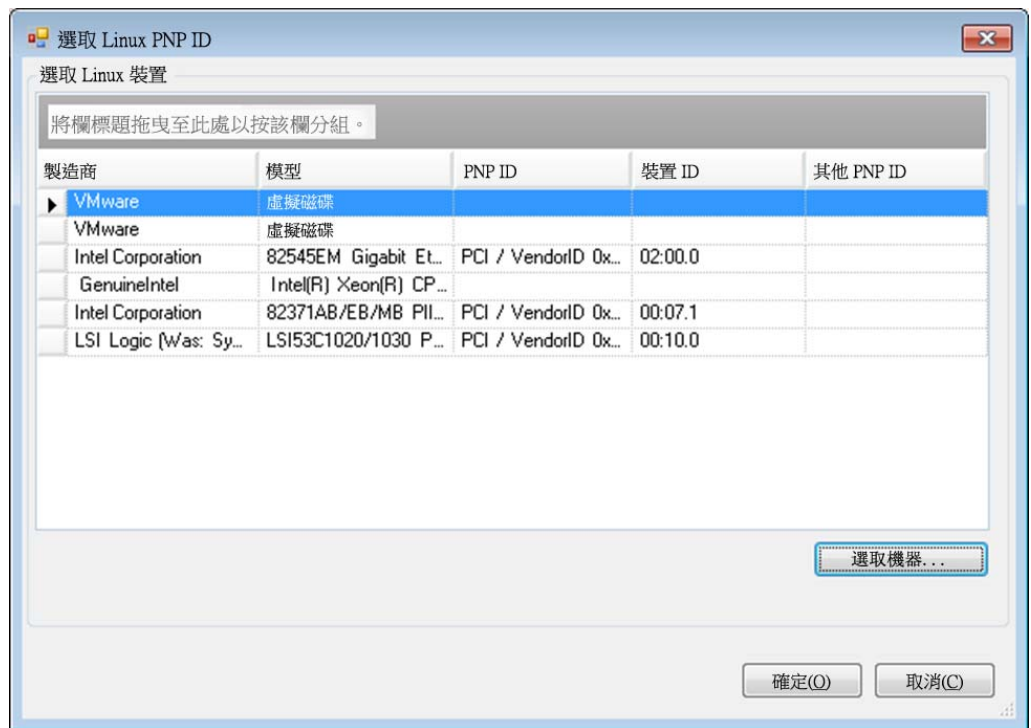 選取 Linux PNP ID
選取 Linux 裝置
將欄標題拖曳至此處以按該欄分組。
製造商 模型 PNP ID 裝置 ID 其他 PNP ID
VMware 虛擬磁碟
VMware 虛擬磁碟
Intel Corporation 82545EM Gigabit Et... PCI / VendorID 0x... 02:00.0
GenuineIntel Intel(R) Xeon(R) CP...
Intel Corporation 82371AB/EB/MB PII... PCI / VendorID 0x... 00:07.1
LSI Logic (Was: Sy... LSI53C1020/1030 P... PCI / VendorID 0x... 00:10.0
選取機器...
確定(O) 取消(C)